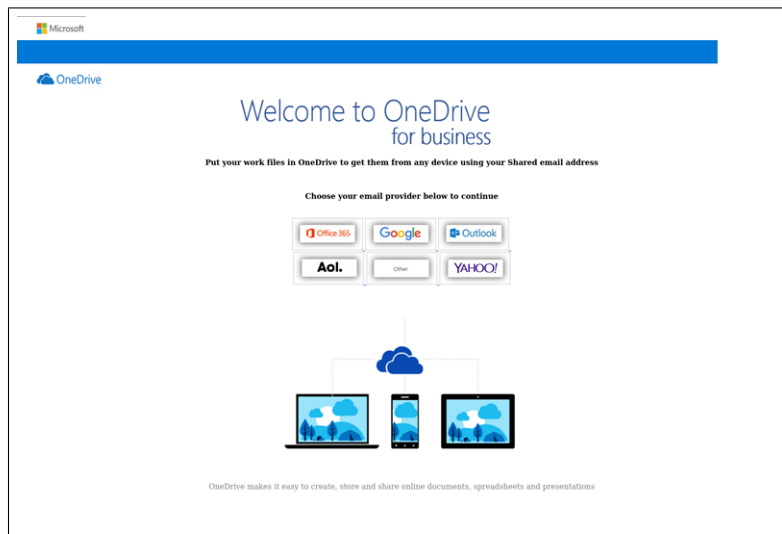 Microsoft
OneDrive
Welcome to OneDrive
for business
Put your work files in OneDrive to get them from any device using your Shared email address
Choose your email provider below to continue
Office 365 Google Outlook
Aol. Other YAHOO!
OneDrive makes it easy to create, store and share online documents, spreadsheets and presentations